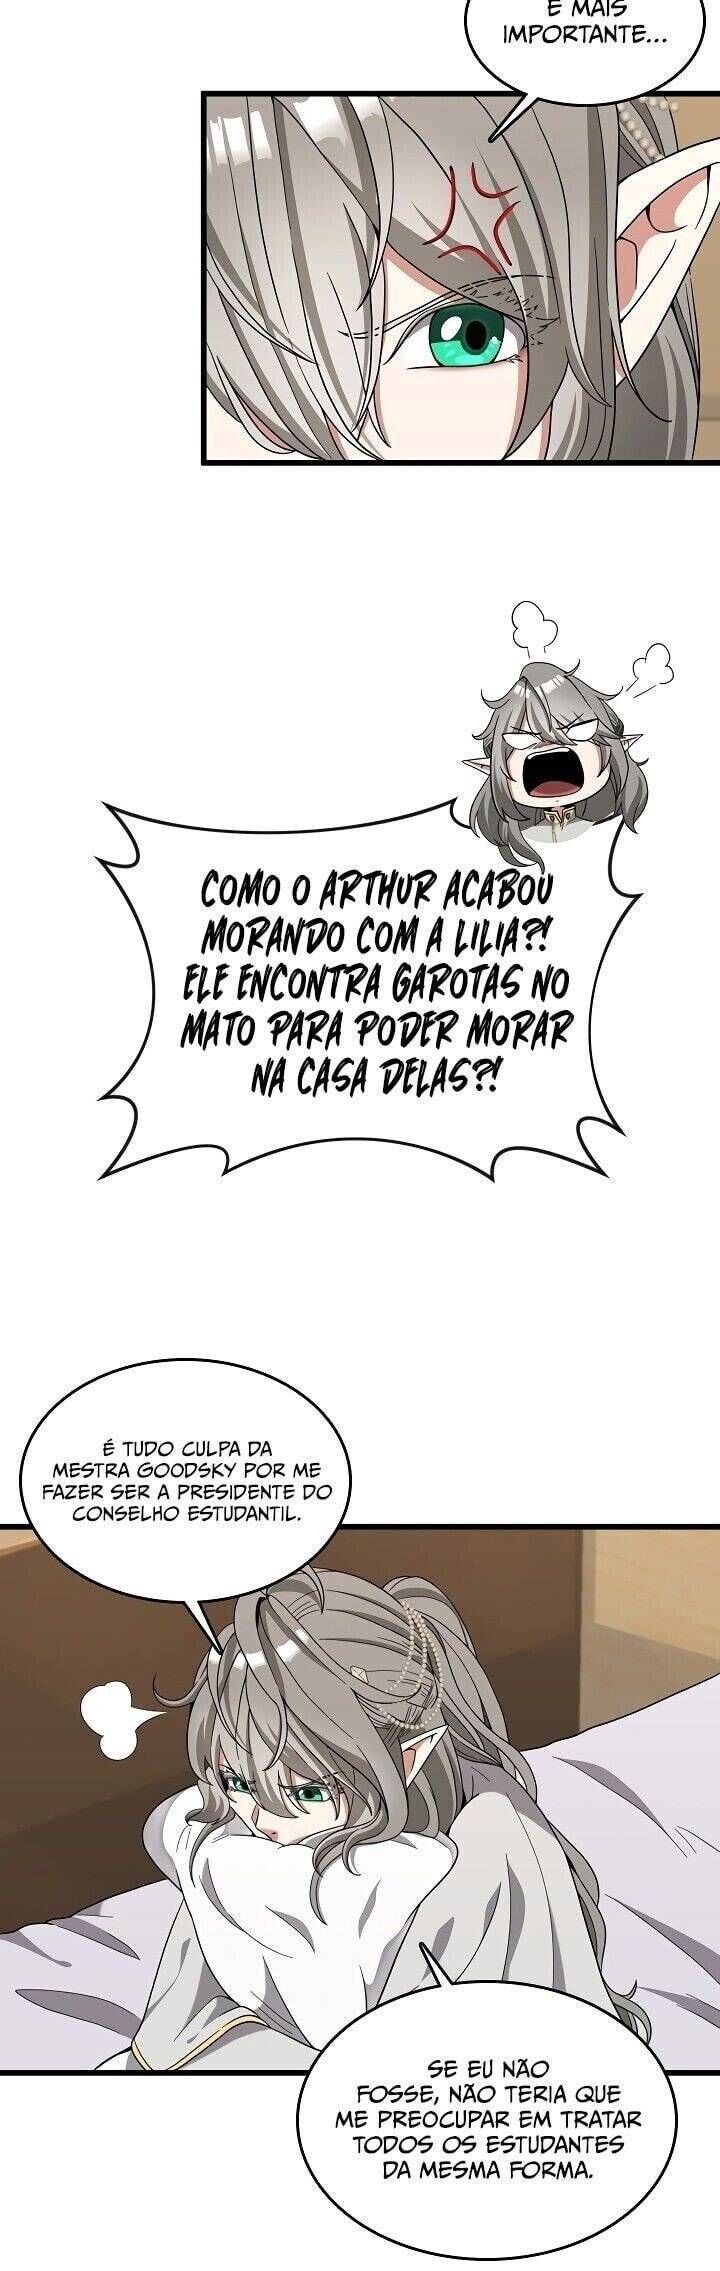 E MAIS
IMPORTANTE...
COMO O ARTHUR ACABOU
MORANDO COM A LILIA?!
ELE ENCONTRA GAROTAS NO
MATO PARA PODER MORAR
NA CASA DELAS?!
É TUDO CULPA DA
MESTRA GOODSKY POR ME
FAZER SER A PRESIDENTE DO
CONSELHO ESTUDANTIL.
SE EU NÃO
FOSSE, NÃO TERIA QUE
ME PREOCUPAR EM TRATAR
TODOS OS ESTUDANTES
DA MESMA FORMA.